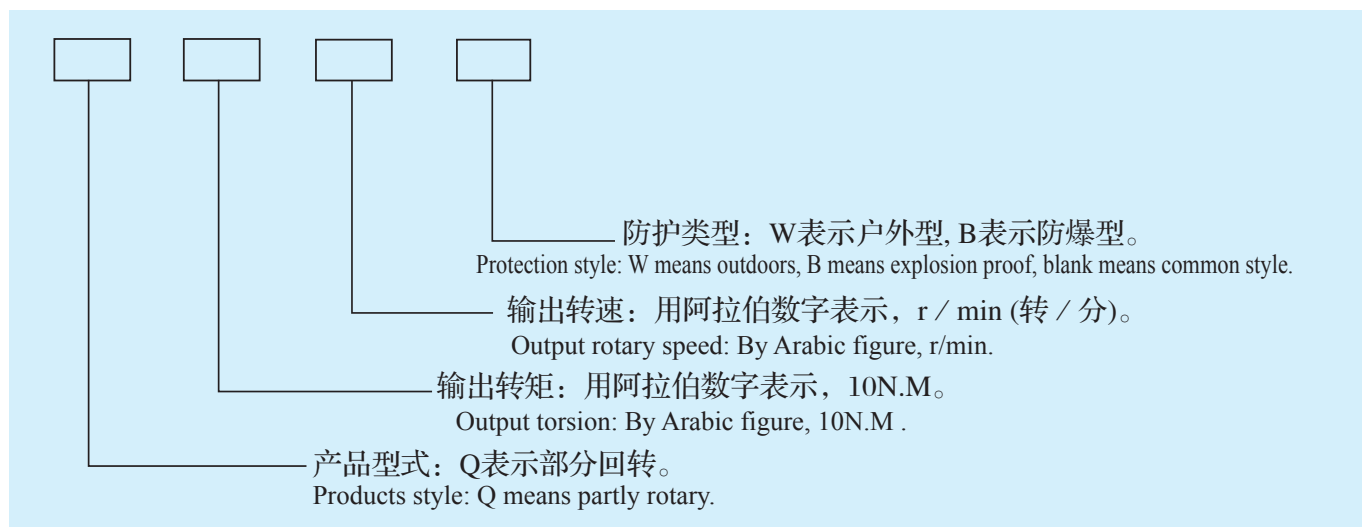 防护类型：W表示户外型, B表示防爆型。
Protection style: W means outdoors, B means explosion proof, blank means common style.
输出转速：用阿拉伯数字表示，r / min (转 / 分)。
Output rotary speed: By Arabic figure, r/min.
输出转矩：用阿拉伯数字表示，10N.M。
Output torsion: By Arabic figure, 10N.M .
产品型式：Q表示部分回转。
Products style: Q means partly rotary.